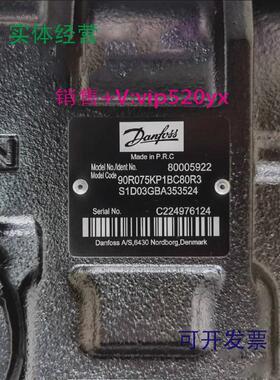 实体经营
销售+V:vip520yx
Danfoss
Made in P.R.C
Model No./Ident No. 80005922
Model Code 90R075KP1BC80R3
S1D03GBA353524
Serial No. C224976124
Danfoss A/S,6430 Nordborg,Denmark
可开发票